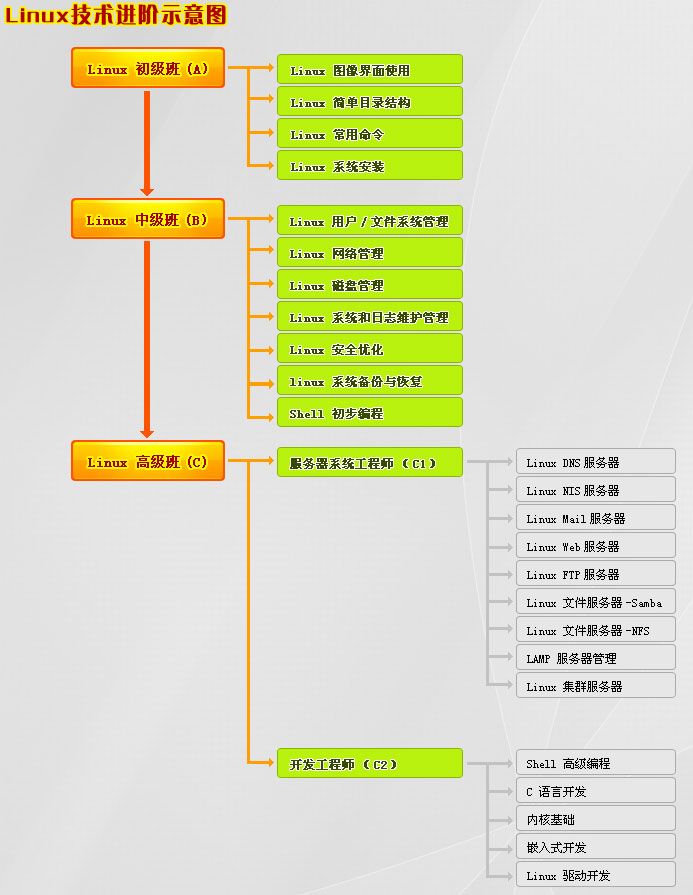 Linux技术进阶示意图
Linux 初级班 (A)
Linux 图像界面使用
Linux 简单目录结构
Linux 常用命令
Linux 系统安装
Linux 中级班 (B)
Linux 用户 / 文件系统管理
Linux 网络管理
Linux 磁盘管理
Linux 系统和日志维护管理
Linux 安全优化
linux 系统备份与恢复
Shell 初步编程
Linux 高级班 (C)
服务器系统工程师 ( C1 )
Linux DNS 服务器
Linux NIS 服务器
Linux Mail 服务器
Linux Web 服务器
Linux FTP 服务器
Linux 文件服务器 -Samba
Linux 文件服务器 -NFS
LAMP 服务器管理
Linux 集群服务器
开发工程师 ( C2 )
Shell 高级编程
C 语言开发
内核基础
嵌入式开发
Linux 驱动开发